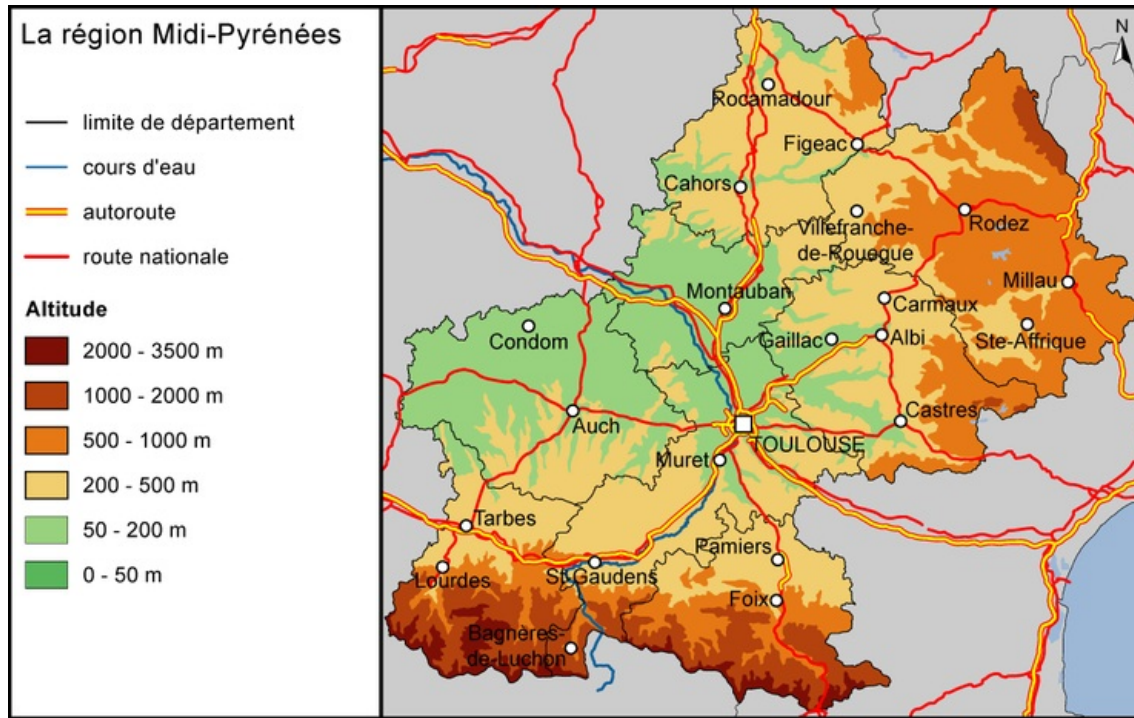 La région Midi-Pyrénées
limite de département
cours d'eau
autoroute
route nationale
Altitude
2000 - 3500 m
1000 - 2000 m
500 - 1000 m
200 - 500 m
50 - 200 m
0 - 50 m
N
Rocamadour
Figeac
Cahors
Villefranche-
de-Rouegue
Rodez
Millau
Montauban
Carmaux
Condom
Gaillac
Albi
Ste-Affrique
Auch
Castres
TOULOUSE
Muret
Tarbes
Pamiers
Lourdes
St-Gaudens
Foix
Bagnères-
de-Luchon